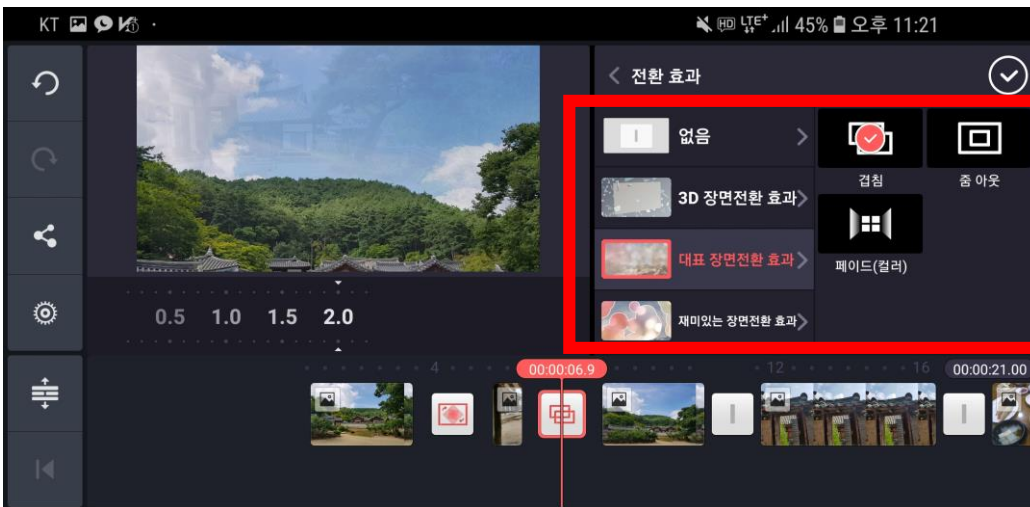 KT
HD LTE+ 45% 오후 11:21
전환 효과
없음
3D 장면전환 효과
대표 장면전환 효과
재미있는 장면전환 효과
겹침
줌 아웃
페이드(컬러)
0.5 1.0 1.5 2.0
4 00:00:06.9 12 16 00:00:21.00